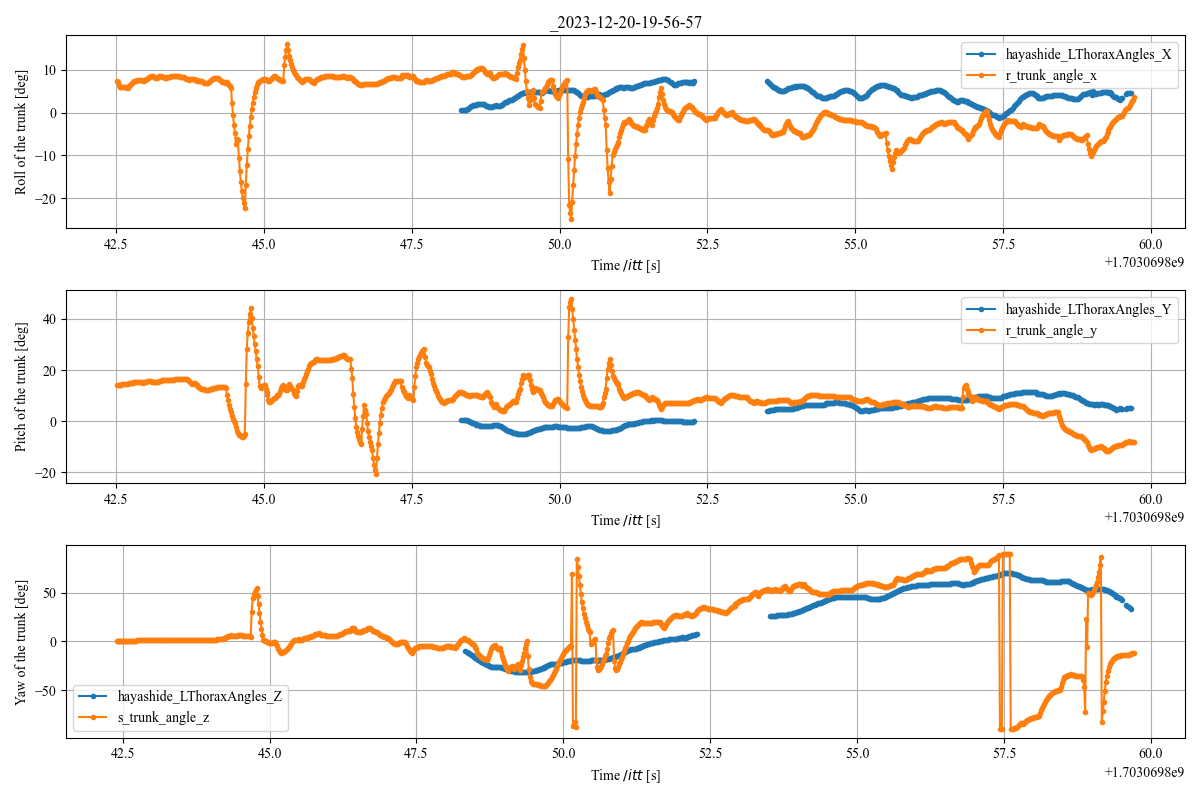 _2023-12-20-19-56-57
Roll of the trunk [deg]
10
0
−10
−20
hayashide_LThoraxAngles_X
r_trunk_angle_x
42.5 45.0 47.5 50.0 52.5 55.0 57.5 60.0
Time /itt [s]
+1.7030698e9
Pitch of the trunk [deg]
40
20
0
−20
hayashide_LThoraxAngles_Y
r_trunk_angle_y
42.5 45.0 47.5 50.0 52.5 55.0 57.5 60.0
Time /itt [s]
+1.7030698e9
Yaw of the trunk [deg]
50
0
−50
hayashide_LThoraxAngles_Z
s_trunk_angle_z
42.5 45.0 47.5 50.0 52.5 55.0 57.5 60.0
Time /itt [s]
+1.7030698e9